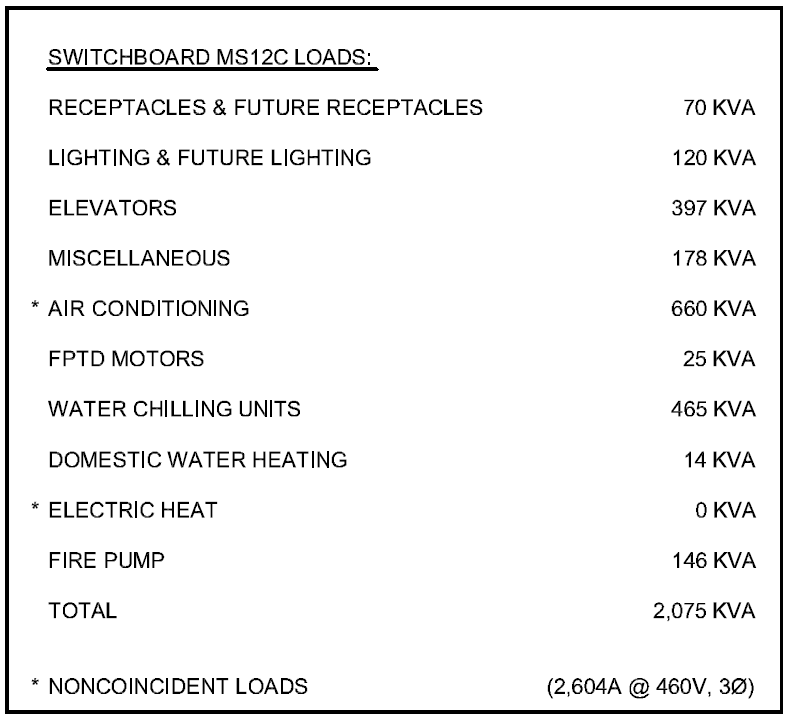 SWITCHBOARD MS12C LOADS:
RECEPTACLES & FUTURE RECEPTACLES 70 KVA
LIGHTING & FUTURE LIGHTING 120 KVA
ELEVATORS 397 KVA
MISCELLANEOUS 178 KVA
* AIR CONDITIONING 660 KVA
FPTD MOTORS 25 KVA
WATER CHILLING UNITS 465 KVA
DOMESTIC WATER HEATING 14 KVA
* ELECTRIC HEAT 0 KVA
FIRE PUMP 146 KVA
TOTAL 2,075 KVA
* NONCOINCIDENT LOADS (2,604A @ 460V, 3Ø)